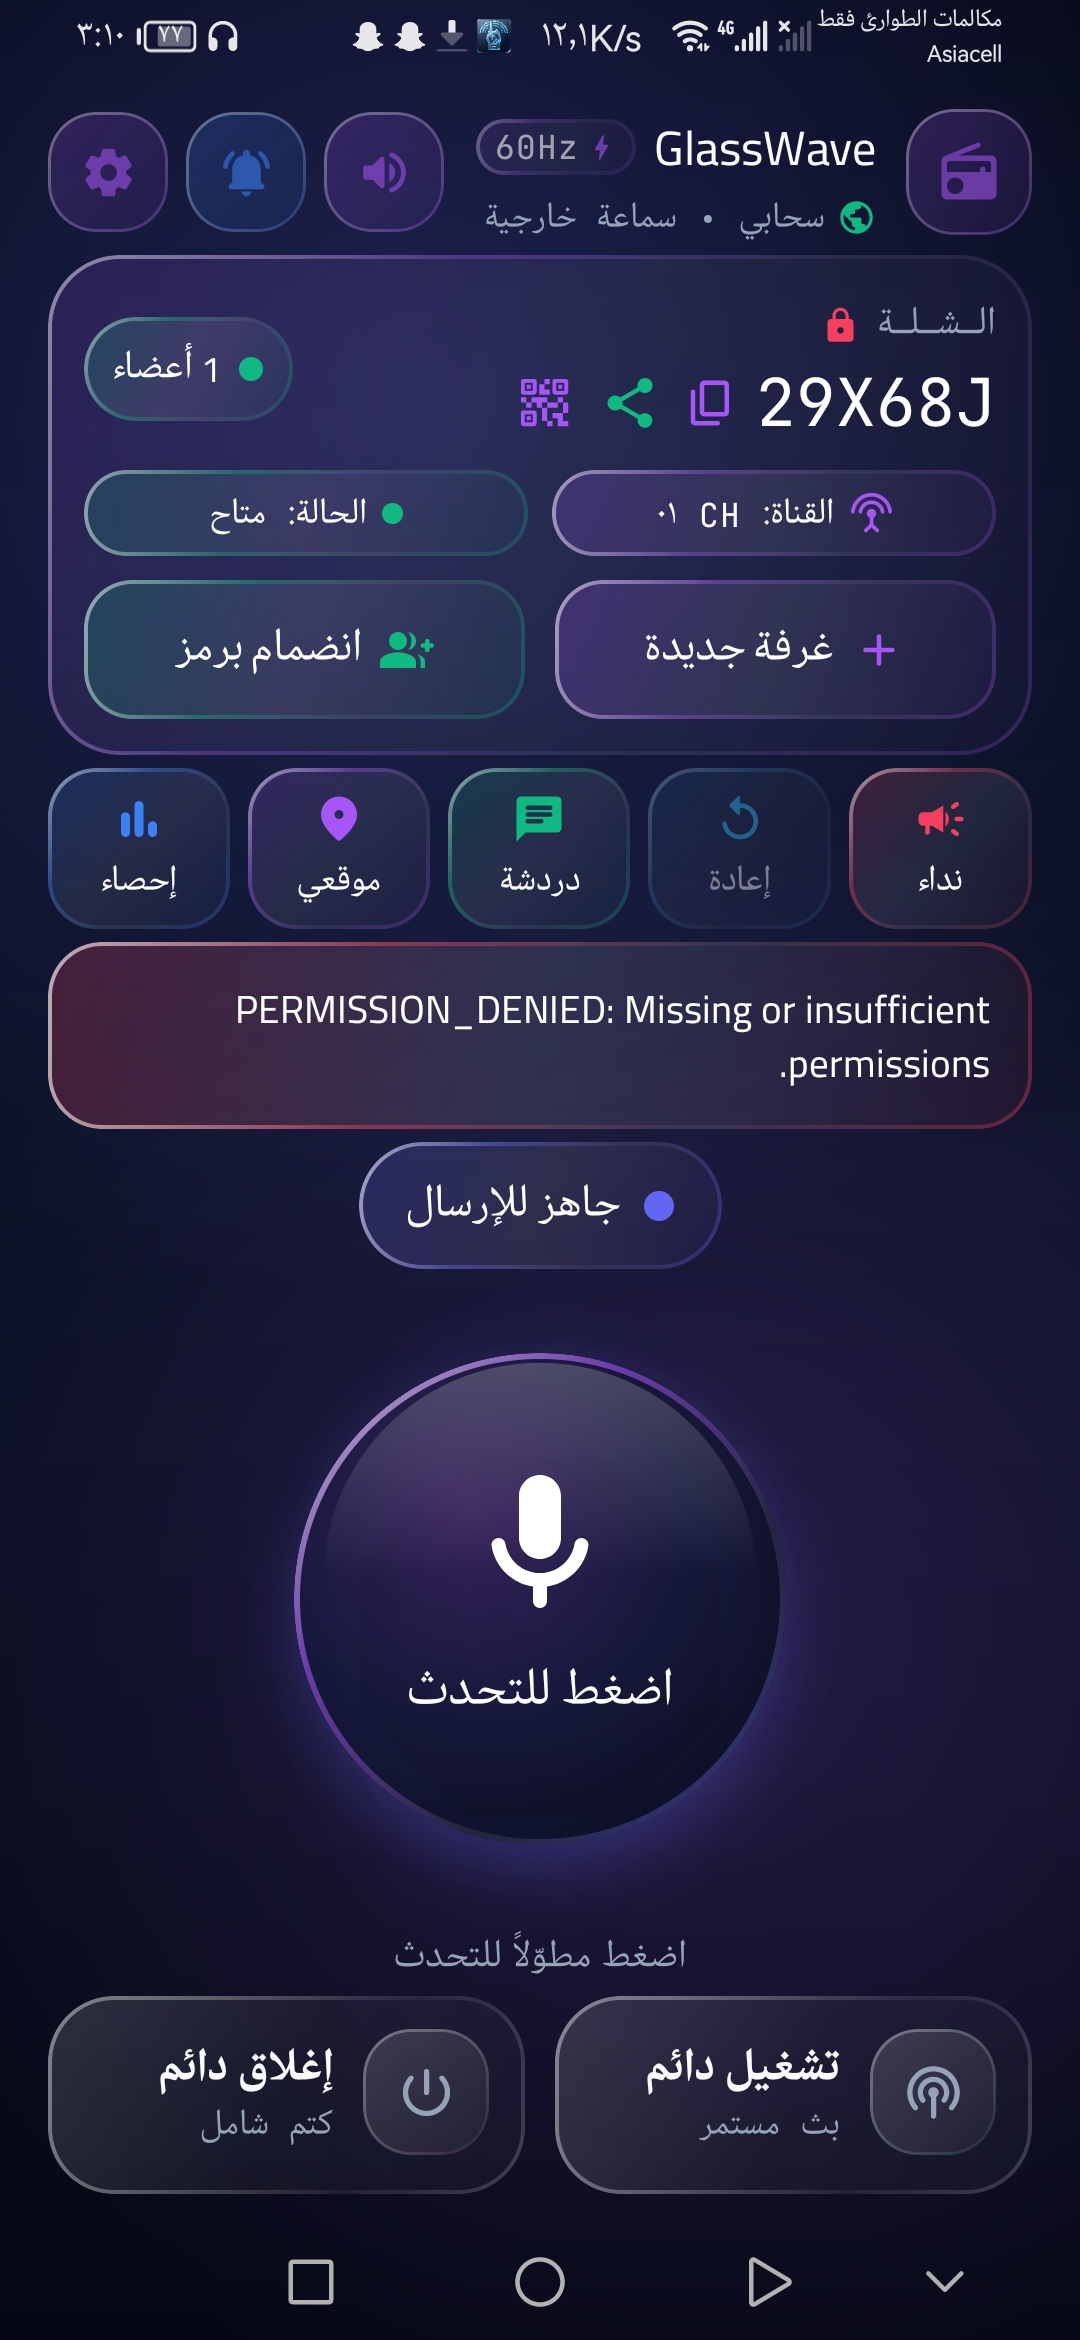 مكالمات الطوارئ فقط
Asiacell
4G
١٢,١K/s
٧٧
٣:١٠
GlassWave
60Hz
سحابي • سماعة خارجية
الـشـلـة
29X68J
1 أعضاء
القناة: CH ٠١
الحالة: متاح
غرفة جديدة
انضمام برمز
نداء
إعادة
دردشة
موقعي
إحصاء
PERMISSION_DENIED: Missing or insufficient
permissions.
جاهز للإرسال
اضغط للتحدث
اضغط مطوّلاً للتحدث
تشغيل دائم
بث مستمر
إغلاق دائم
كتم شامل